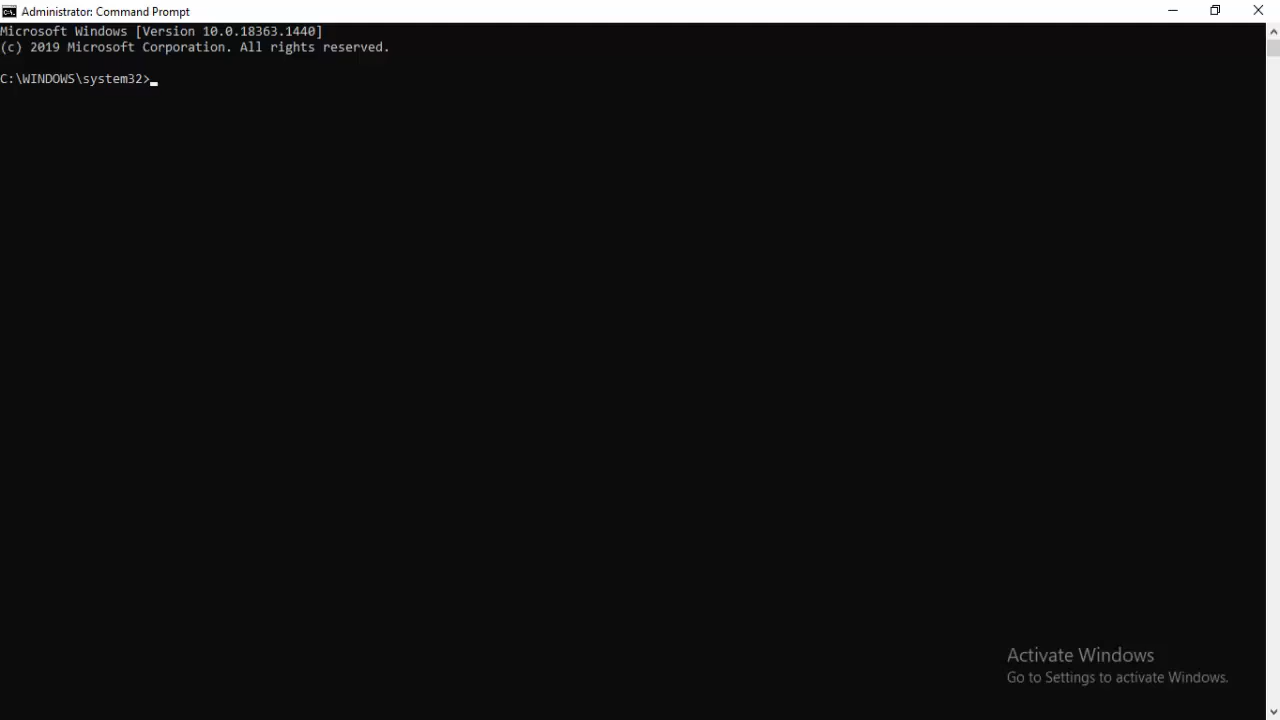 Administrator: Command Prompt
Microsoft Windows [Version 10.0.18363.1440]
(c) 2019 Microsoft Corporation. All rights reserved.
C:\WINDOWS\system32>
Activate Windows
Go to Settings to activate Windows.